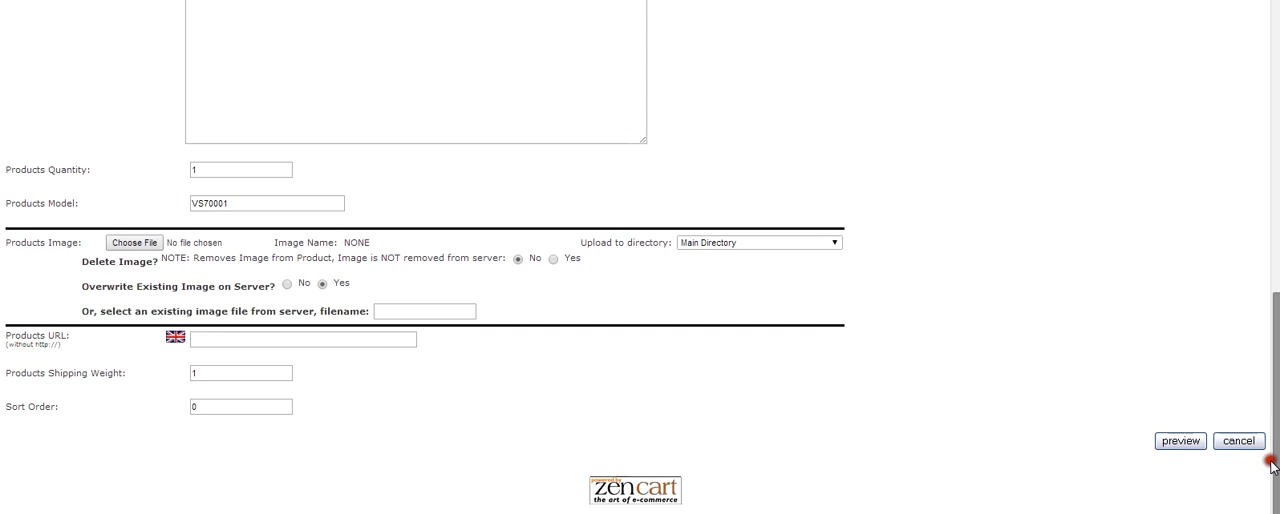 Products Quantity: 1
Products Model: VS70001
Products Image: Choose File No file chosen Image Name: NONE Upload to directory: Main Directory
Delete Image? NOTE: Removes Image from Product, Image is NOT removed from server: No Yes
Overwrite Existing Image on Server? No Yes
Or, select an existing image file from server, filename:
Products URL:
(without http://)
Products Shipping Weight: 1
Sort Order: 0
preview cancel
powered by
zen cart
the art of e-commerce